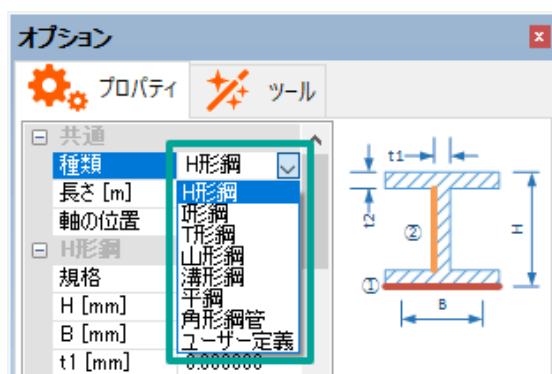 オプション
x
プロパティ
ツール
共通
種類 H形鋼
長さ [m]
軸の位置
H形鋼
規格
H [mm]
B [mm]
t1 [mm]
H形鋼
I形鋼
T形鋼
山形鋼
溝形鋼
平鋼
角形鋼管
ユーザー定義
t1
t2
②
H
①
B